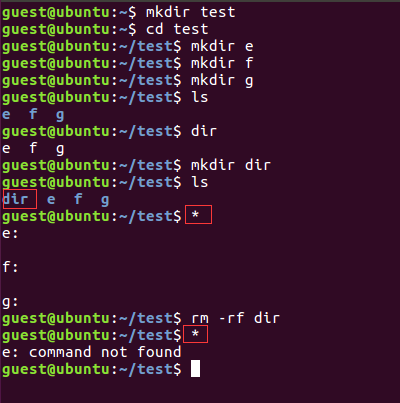 guest@ubuntu:~$ mkdir test
guest@ubuntu:~$ cd test
guest@ubuntu:~/test$ mkdir e
guest@ubuntu:~/test$ mkdir f
guest@ubuntu:~/test$ mkdir g
guest@ubuntu:~/test$ ls
e  f  g
guest@ubuntu:~/test$ dir
e  f  g
guest@ubuntu:~/test$ mkdir dir
guest@ubuntu:~/test$ ls
dir  e  f  g
guest@ubuntu:~/test$ *
e:

f:

g:
guest@ubuntu:~/test$ rm -rf dir
guest@ubuntu:~/test$ *
e: command not found
guest@ubuntu:~/test$